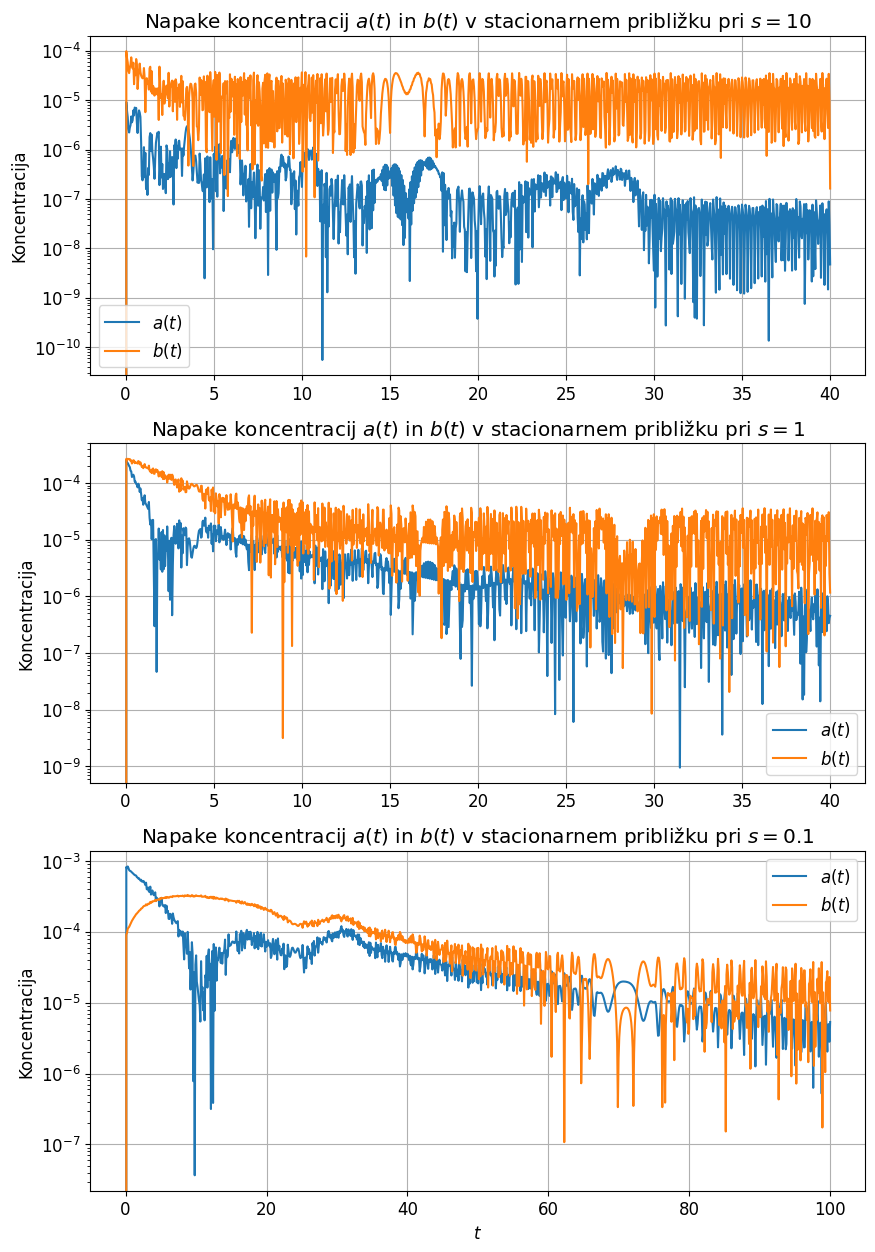 Napake koncentracij a(t) in b(t) v stacionarnem približku pri s = 10
Koncentracija
10⁻⁴
10⁻⁵
10⁻⁶
10⁻⁷
10⁻⁸
10⁻⁹
10⁻¹⁰
a(t)
b(t)
0 5 10 15 20 25 30 35 40
Napake koncentracij a(t) in b(t) v stacionarnem približku pri s = 1
Koncentracija
10⁻⁴
10⁻⁵
10⁻⁶
10⁻⁷
10⁻⁸
10⁻⁹
a(t)
b(t)
0 5 10 15 20 25 30 35 40
Napake koncentracij a(t) in b(t) v stacionarnem približku pri s = 0.1
Koncentracija
10⁻³
10⁻⁴
10⁻⁵
10⁻⁶
10⁻⁷
a(t)
b(t)
0 20 40 60 80 100
t